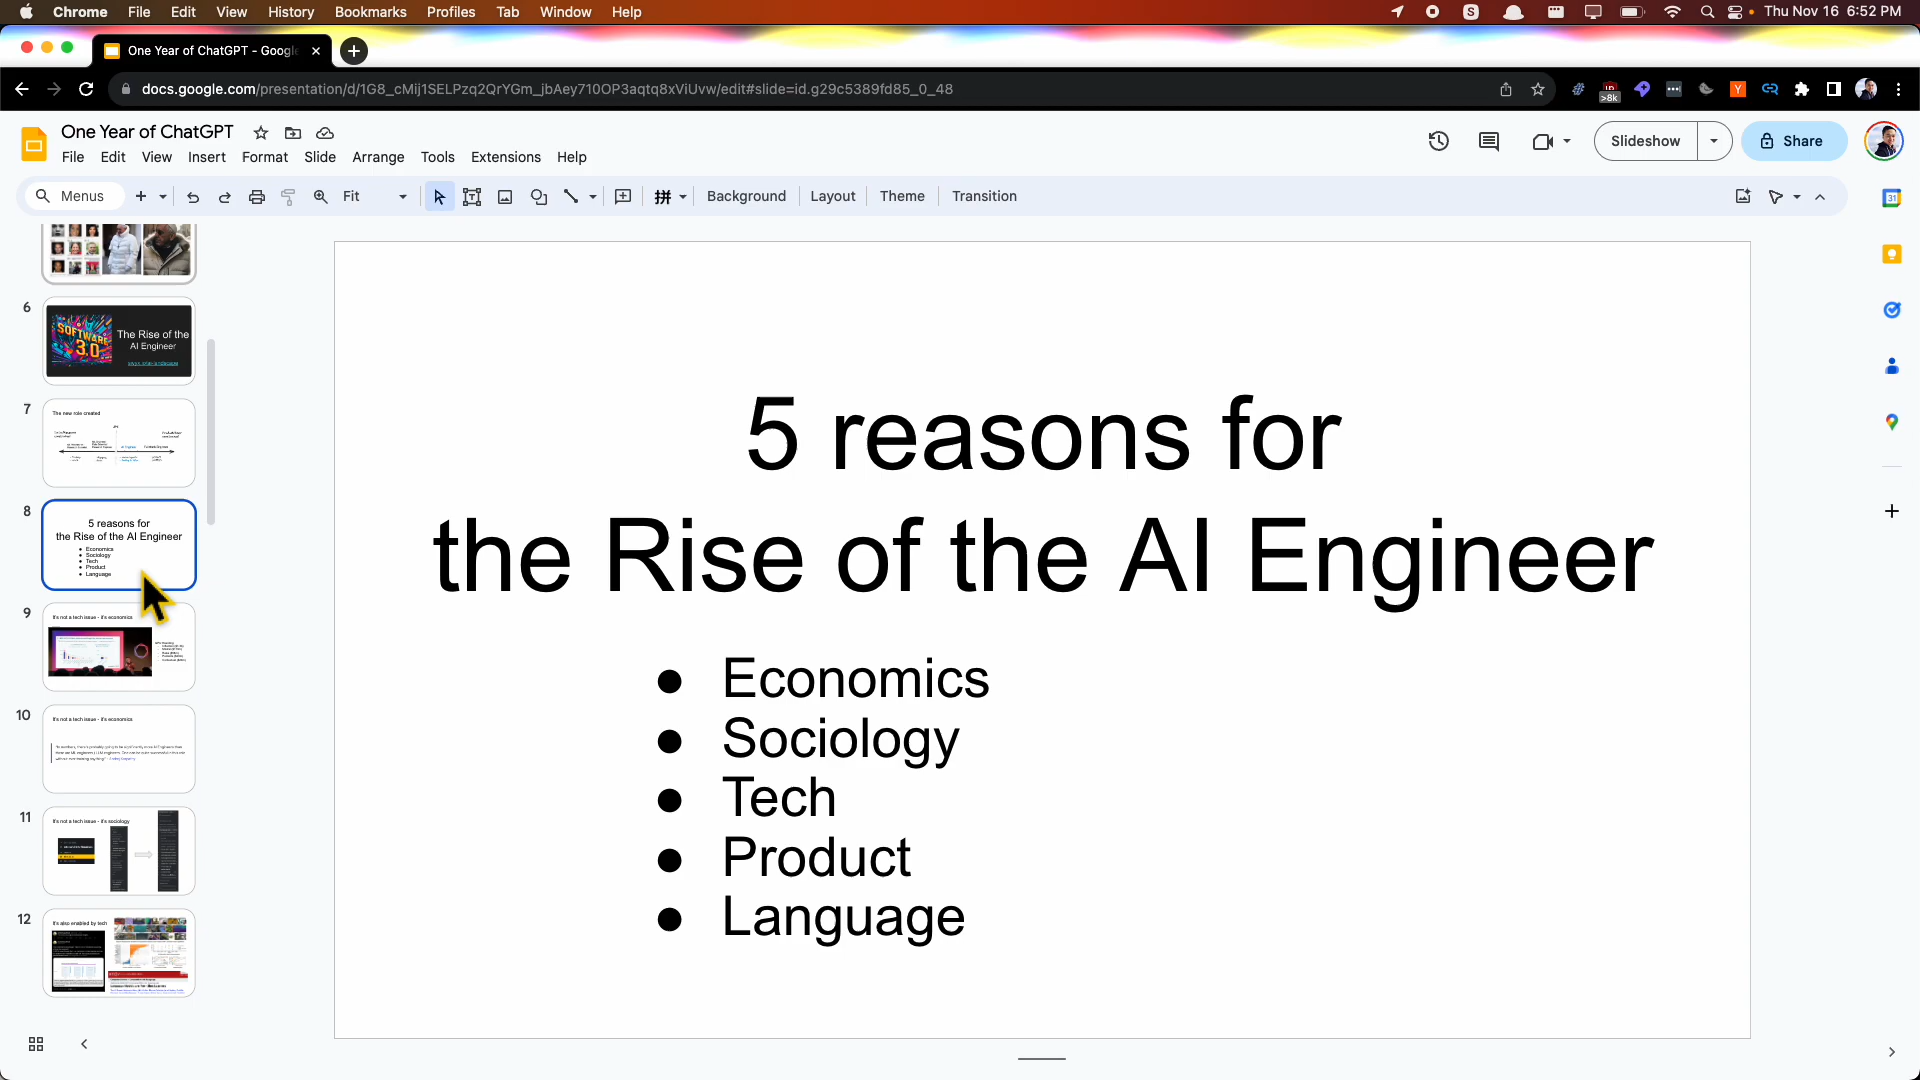 Chrome File Edit View History Bookmarks Profiles Tab Window Help
Thu Nov 16 6:52 PM
One Year of ChatGPT - Google
docs.google.com/presentation/d/1G8_cMij1SELPzq2QrYGm_jbAey710OP3aqtq8xViUvw/edit#slide=id.g29c5389fd85_0_48
>8k
One Year of ChatGPT
File Edit View Insert Format Slide Arrange Tools Extensions Help
Slideshow
Share
Menus
Fit
Background
Layout
Theme
Transition
31
6
SOFTWARE 3.0
The Rise of the
AI Engineer
7
The new role created
8
5 reasons for
the Rise of the AI Engineer
Economics
Sociology
Tech
Product
Language
9
It's not a tech issue - it's economics
10
It's not a tech issue - it's economics
11
It's not a tech issue - it's sociology
12
It's also enabled by tech
5 reasons for
the Rise of the AI Engineer
● Economics
● Sociology
● Tech
● Product
● Language